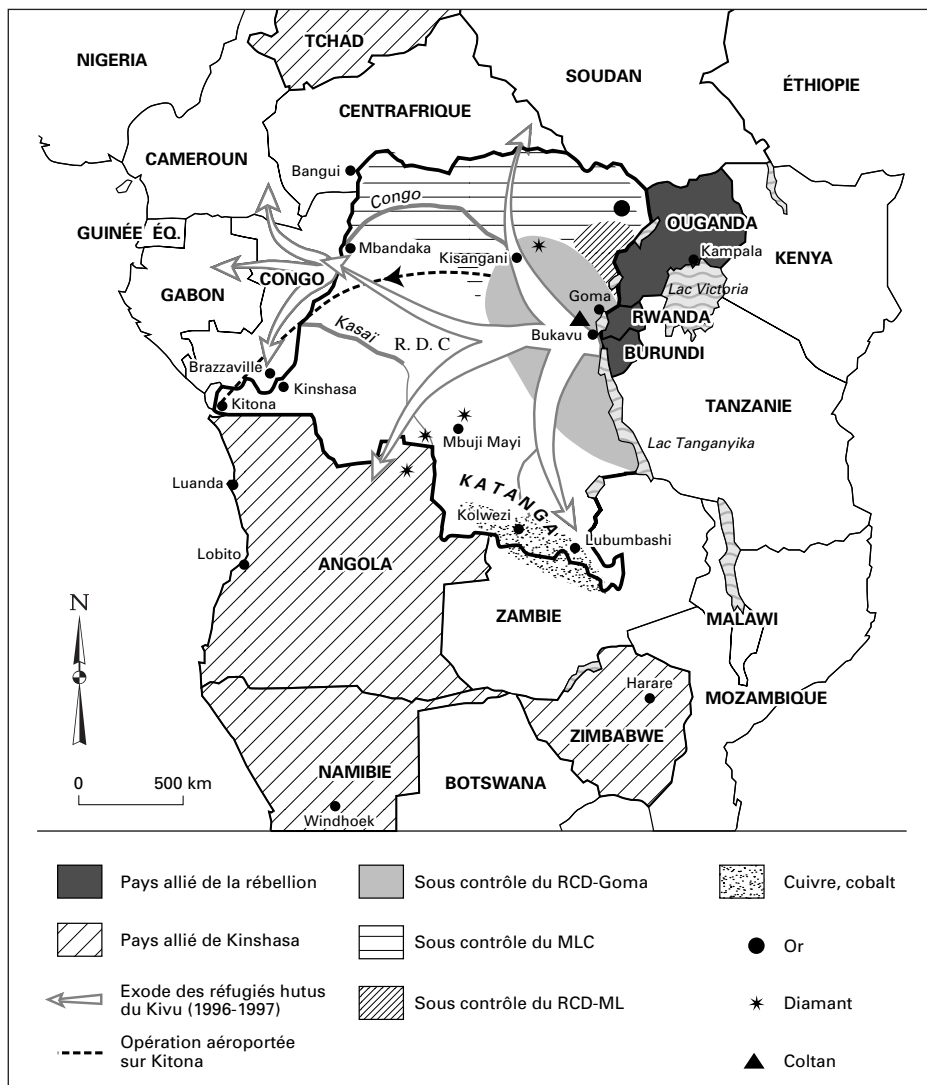 TCHAD
NIGERIA
SOUDAN
ÉTHIOPIE
CENTRAFRIQUE
CAMEROUN
Bangui
Congo
OUGANDA
GUINÉE ÉQ.
Mbandaka
Kisangani
Kampala
KENYA
CONGO
GABON
Lac Victoria
Goma
RWANDA
Kasaï
R. D. C
Bukavu
BURUNDI
Brazzaville
Kinshasa
Kitona
TANZANIE
Mbuji Mayi
Lac Tanganyika
Luanda
KATANGA
Kolwezi
Lubumbashi
Lobito
ANGOLA
ZAMBIE
N
MALAWI
Harare
MOZAMBIQUE
ZIMBABWE
0 500 km
NAMIBIE
BOTSWANA
Windhoek
Pays allié de la rébellion
Pays allié de Kinshasa
Exode des réfugiés hutus
du Kivu (1996-1997)
Opération aéroportée
sur Kitona
Sous contrôle du RCD-Goma
Sous contrôle du MLC
Sous contrôle du RCD-ML
Cuivre, cobalt
Or
Diamant
Coltan